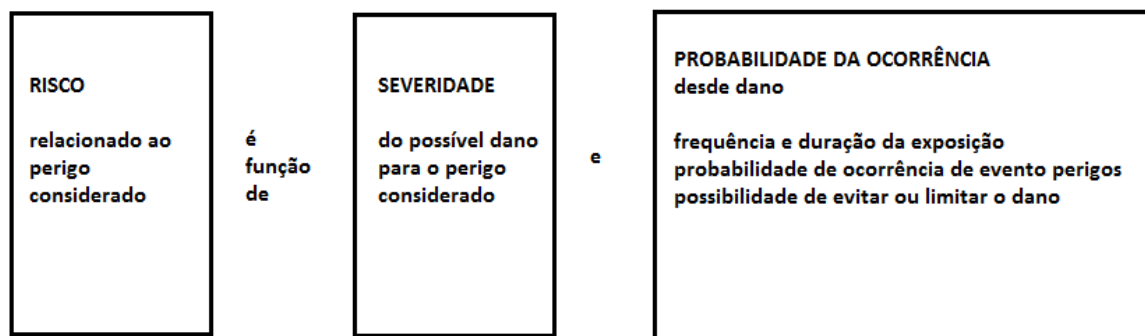 RISCO
relacionado ao
perigo
considerado
é
função
de
SEVERIDADE
do possível dano
para o perigo
considerado
e
PROBABILIDADE DA OCORRÊNCIA
desde dano
frequência e duração da exposição
probabilidade de ocorrência de evento perigos
possibilidade de evitar ou limitar o dano